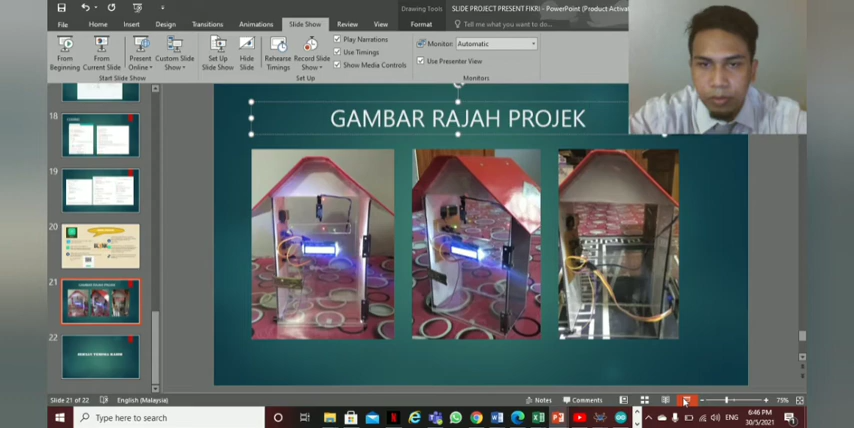 Drawing Tools
SLIDE PROJECT PRESENT FIKRI - PowerPoint (Product Activat
File
Home
Insert
Design
Transitions
Animations
Slide Show
Review
View
Format
Tell me what you want to do...
From Beginning
From Current Slide
Present Online
Custom Slide Show
Start Slide Show
Set Up Slide Show
Hide Slide
Rehearse Timings
Record Slide Show
Play Narrations
Use Timings
Show Media Controls
Set Up
Monitor:
Automatic
Use Presenter View
Monitors
18
19
20
21
22
GAMBAR RAJAH PROJEK
SEKIAN TERIMA KASIH
Slide 21 of 22
English (Malaysia)
Notes
Comments
75%
Type here to search
ENG
6:46 PM
30/5/2021